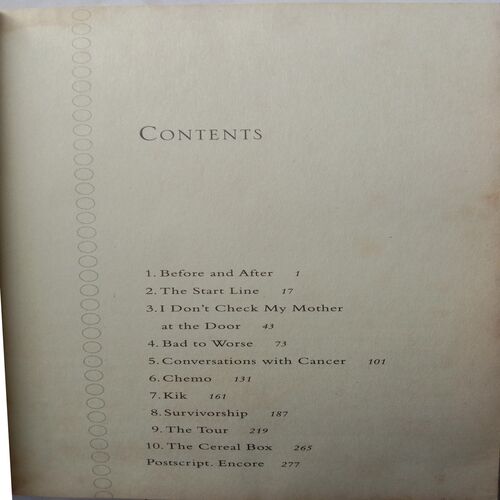 CONTENTS
1. Before and After 1
2. The Start Line 17
3. I Don't Check My Mother
at the Door 43
4. Bad to Worse 73
5. Conversations with Cancer 101
6. Chemo 131
7. Kik 161
8. Survivorship 187
9. The Tour 219
10. The Cereal Box 265
Postscript. Encore 277